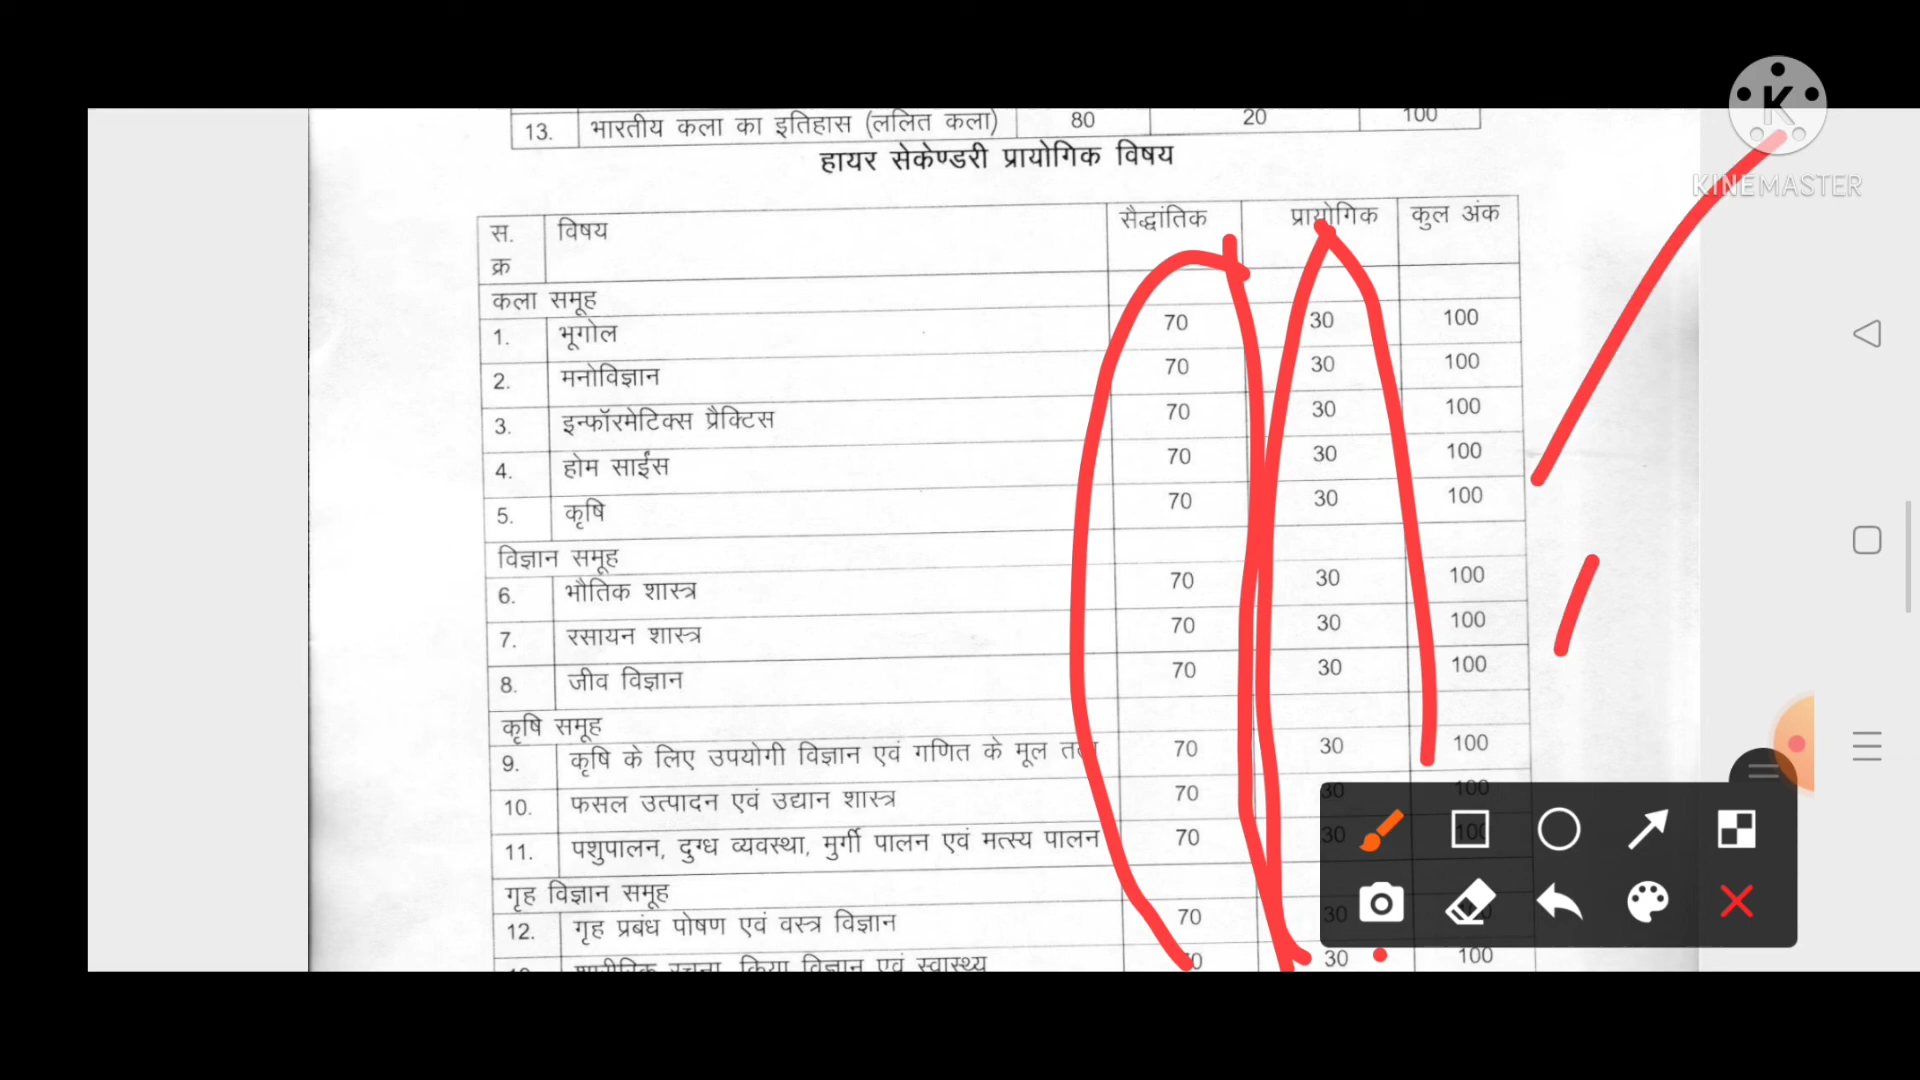 13. भारतीय कला का इतिहास (ललित कला) 80 20 100
हायर सेकेण्डरी प्रायोगिक विषय
स. क्र विषय सैद्धांतिक प्रायोगिक कुल अंक
कला समूह
1. भूगोल 70 30 100
2. मनोविज्ञान 70 30 100
3. इन्फॉरमेटिक्स प्रैक्टिस 70 30 100
4. होम साईंस 70 30 100
5. कृषि 70 30 100
विज्ञान समूह
6. भौतिक शास्त्र 70 30 100
7. रसायन शास्त्र 70 30 100
8. जीव विज्ञान 70 30 100
कृषि समूह
9. कृषि के लिए उपयोगी विज्ञान एवं गणित के मूल 70 30 100
10. फसल उत्पादन एवं उद्यान शास्त्र 70 30 100
11. पशुपालन, दुग्ध व्यवस्था, मुर्गी पालन एवं मत्स्य पालन 70 30 100
गृह विज्ञान समूह
12. गृह प्रबंध पोषण एवं वस्त्र विज्ञान 70 30
एवं स्वास्थ्य 30 100
K
KINEMASTER